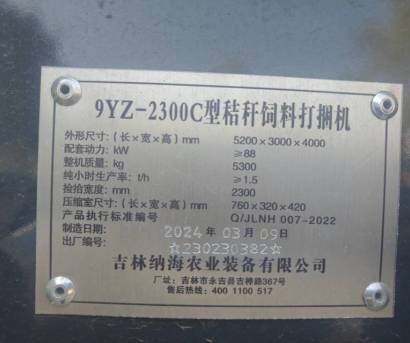 9YZ-2300C型秸秆饲料打捆机
外形尺寸:(长×宽×高)mm 5200×3000×4000
配套动力: kW ≥88
整机质量: kg 5300
纯小时生产率: t/h ≥1.5
捡拾宽度: mm 2300
压缩室尺寸:(长×宽×高)mm 760×320×420
产品执行标准编号 Q/JLNH 007-2022
制造日期: 2024 年 03 月 09 日
出厂编号: ☆230230382☆
吉林纳海农业装备有限公司
厂址:吉林市永吉县吉桦路367号
售后热线:400 1100 517